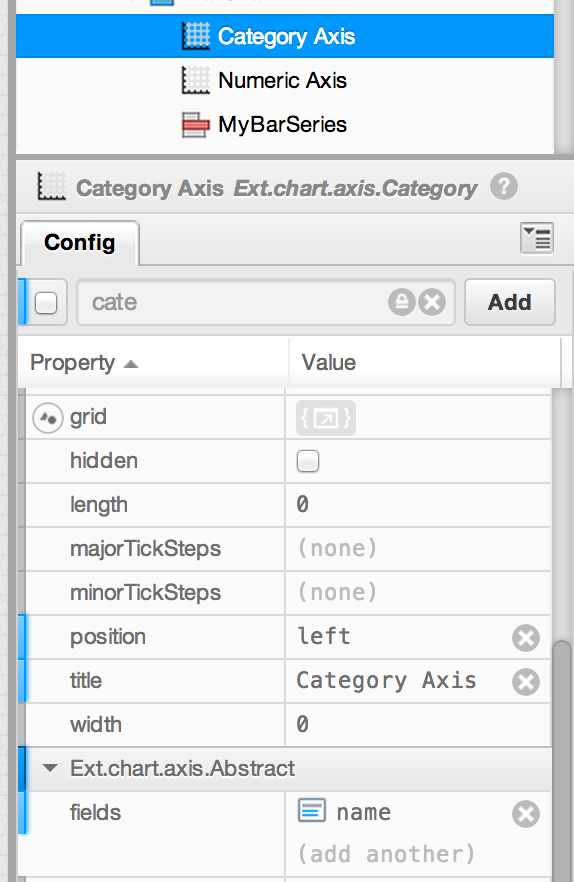 Category Axis
Numeric Axis
MyBarSeries
Category Axis Ext.chart.axis.Category ?
Config
cate Add
Property Value
grid
hidden
length 0
majorTickSteps (none)
minorTickSteps (none)
position left
title Category Axis
width 0
Ext.chart.axis.Abstract
fields name
(add another)